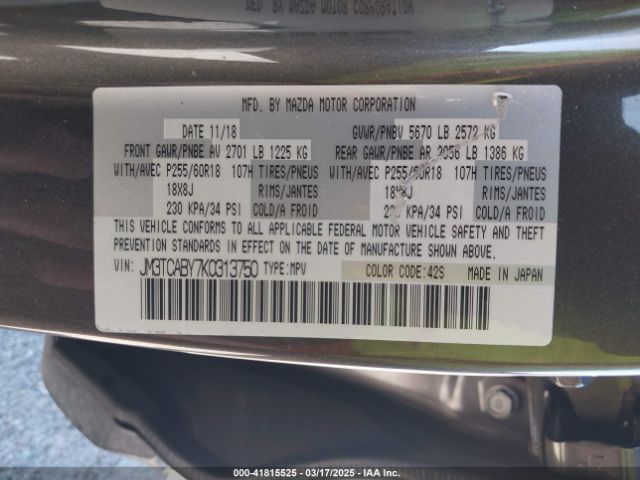 MFD. BY MAZDA MOTOR CORPORATION
DATE 11/18 GVWR/PNBV 5670 LB 2572 KG
FRONT GAWR/PNBE AV 2701 LB 1225 KG REAR GAWR/PNBE AR 3056 LB 1386 KG
WITH/AVEC P255/60R18 107H TIRES/PNEUS WITH/AVEC P255/60R18 107H TIRES/PNEUS
18X8J RIMS/JANTES 18X8J RIMS/JANTES
230 KPA/34 PSI COLD/A FROID KPA/34 PSI COLD/A FROID
THIS VEHICLE CONFORMS TO ALL APPLICABLE FEDERAL MOTOR VEHICLE SAFETY AND THEFT
PREVENTION STANDARDS IN EFFECT ON THE DATE OF MANUFACTURE SHOWN ABOVE.
VIN: JM3TCABY7K0313750 TYPE:MPV COLOR CODE:42S MADE IN JAPAN
000-41815525 - 03/17/2025 - IAA Inc.